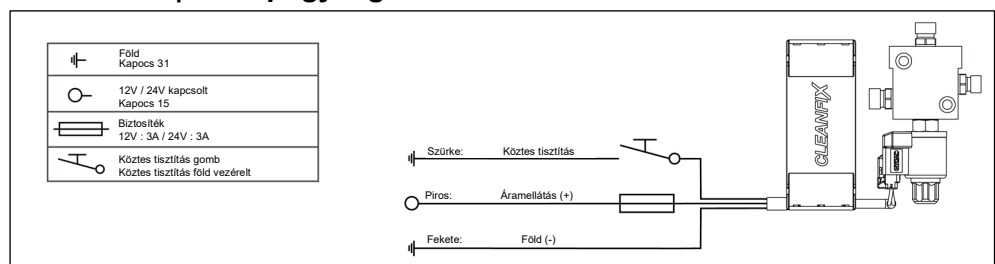 Föld
Kapocs 31
12V / 24V kapcsolt
Kapocs 15
Biztosíték
12V : 3A / 24V : 3A
Köztes tisztítás gomb
Köztes tisztítás föld vezérelt
Szürke: Köztes tisztítás
Piros: Áramellátás (+)
Fekete: Föld (-)
CLEANFIX